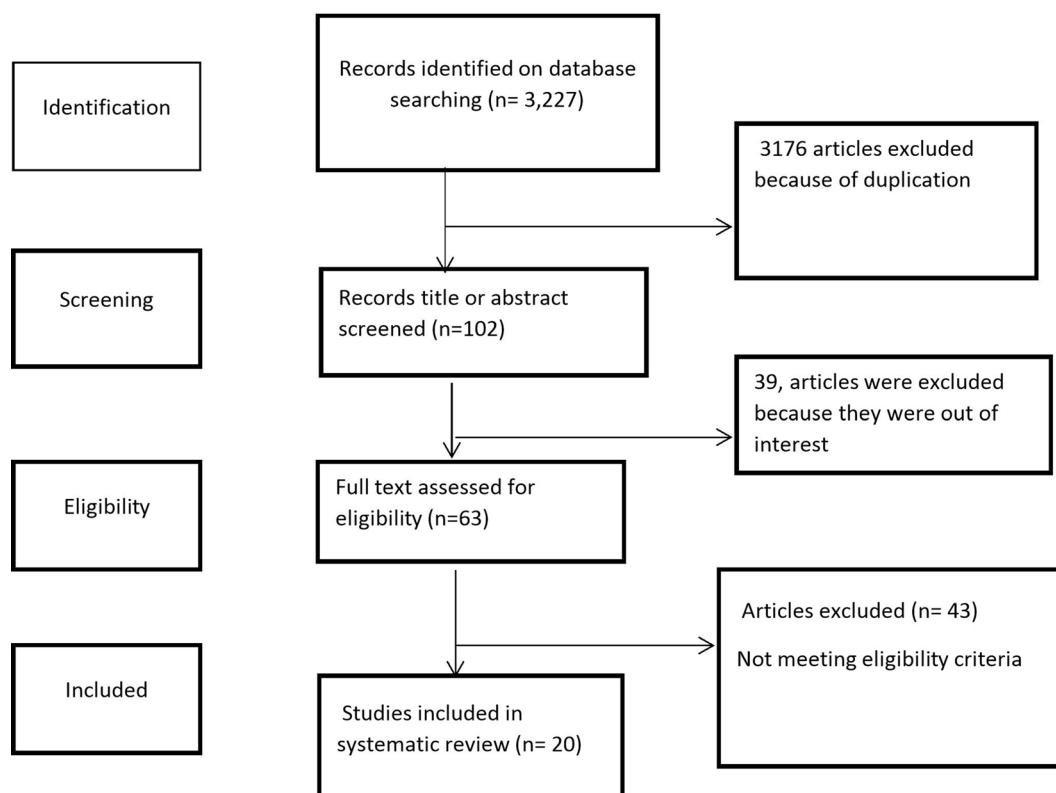 Identification
Records identified on database
searching (n= 3,227)
3176 articles excluded
because of duplication
Screening
Records title or abstract
screened (n=102)
39, articles were excluded
because they were out of
interest
Eligibility
Full text assessed for
eligibility (n=63)
Articles excluded (n= 43)
Not meeting eligibility criteria
Included
Studies included in
systematic review (n= 20)